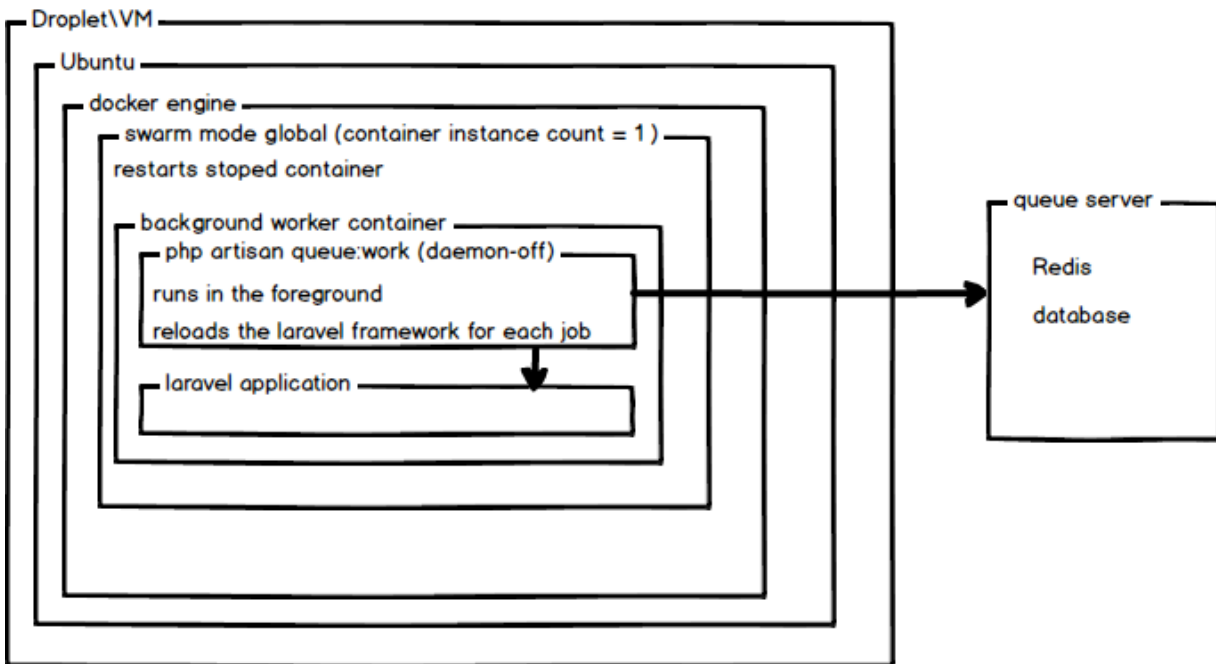 Droplet\VM
Ubuntu
docker engine
swarm mode global (container instance count = 1 )
restarts stoped container
background worker container
php artisan queue:work (daemon-off)
runs in the foreground
reloads the laravel framework for each job
laravel application
queue server
Redis
database